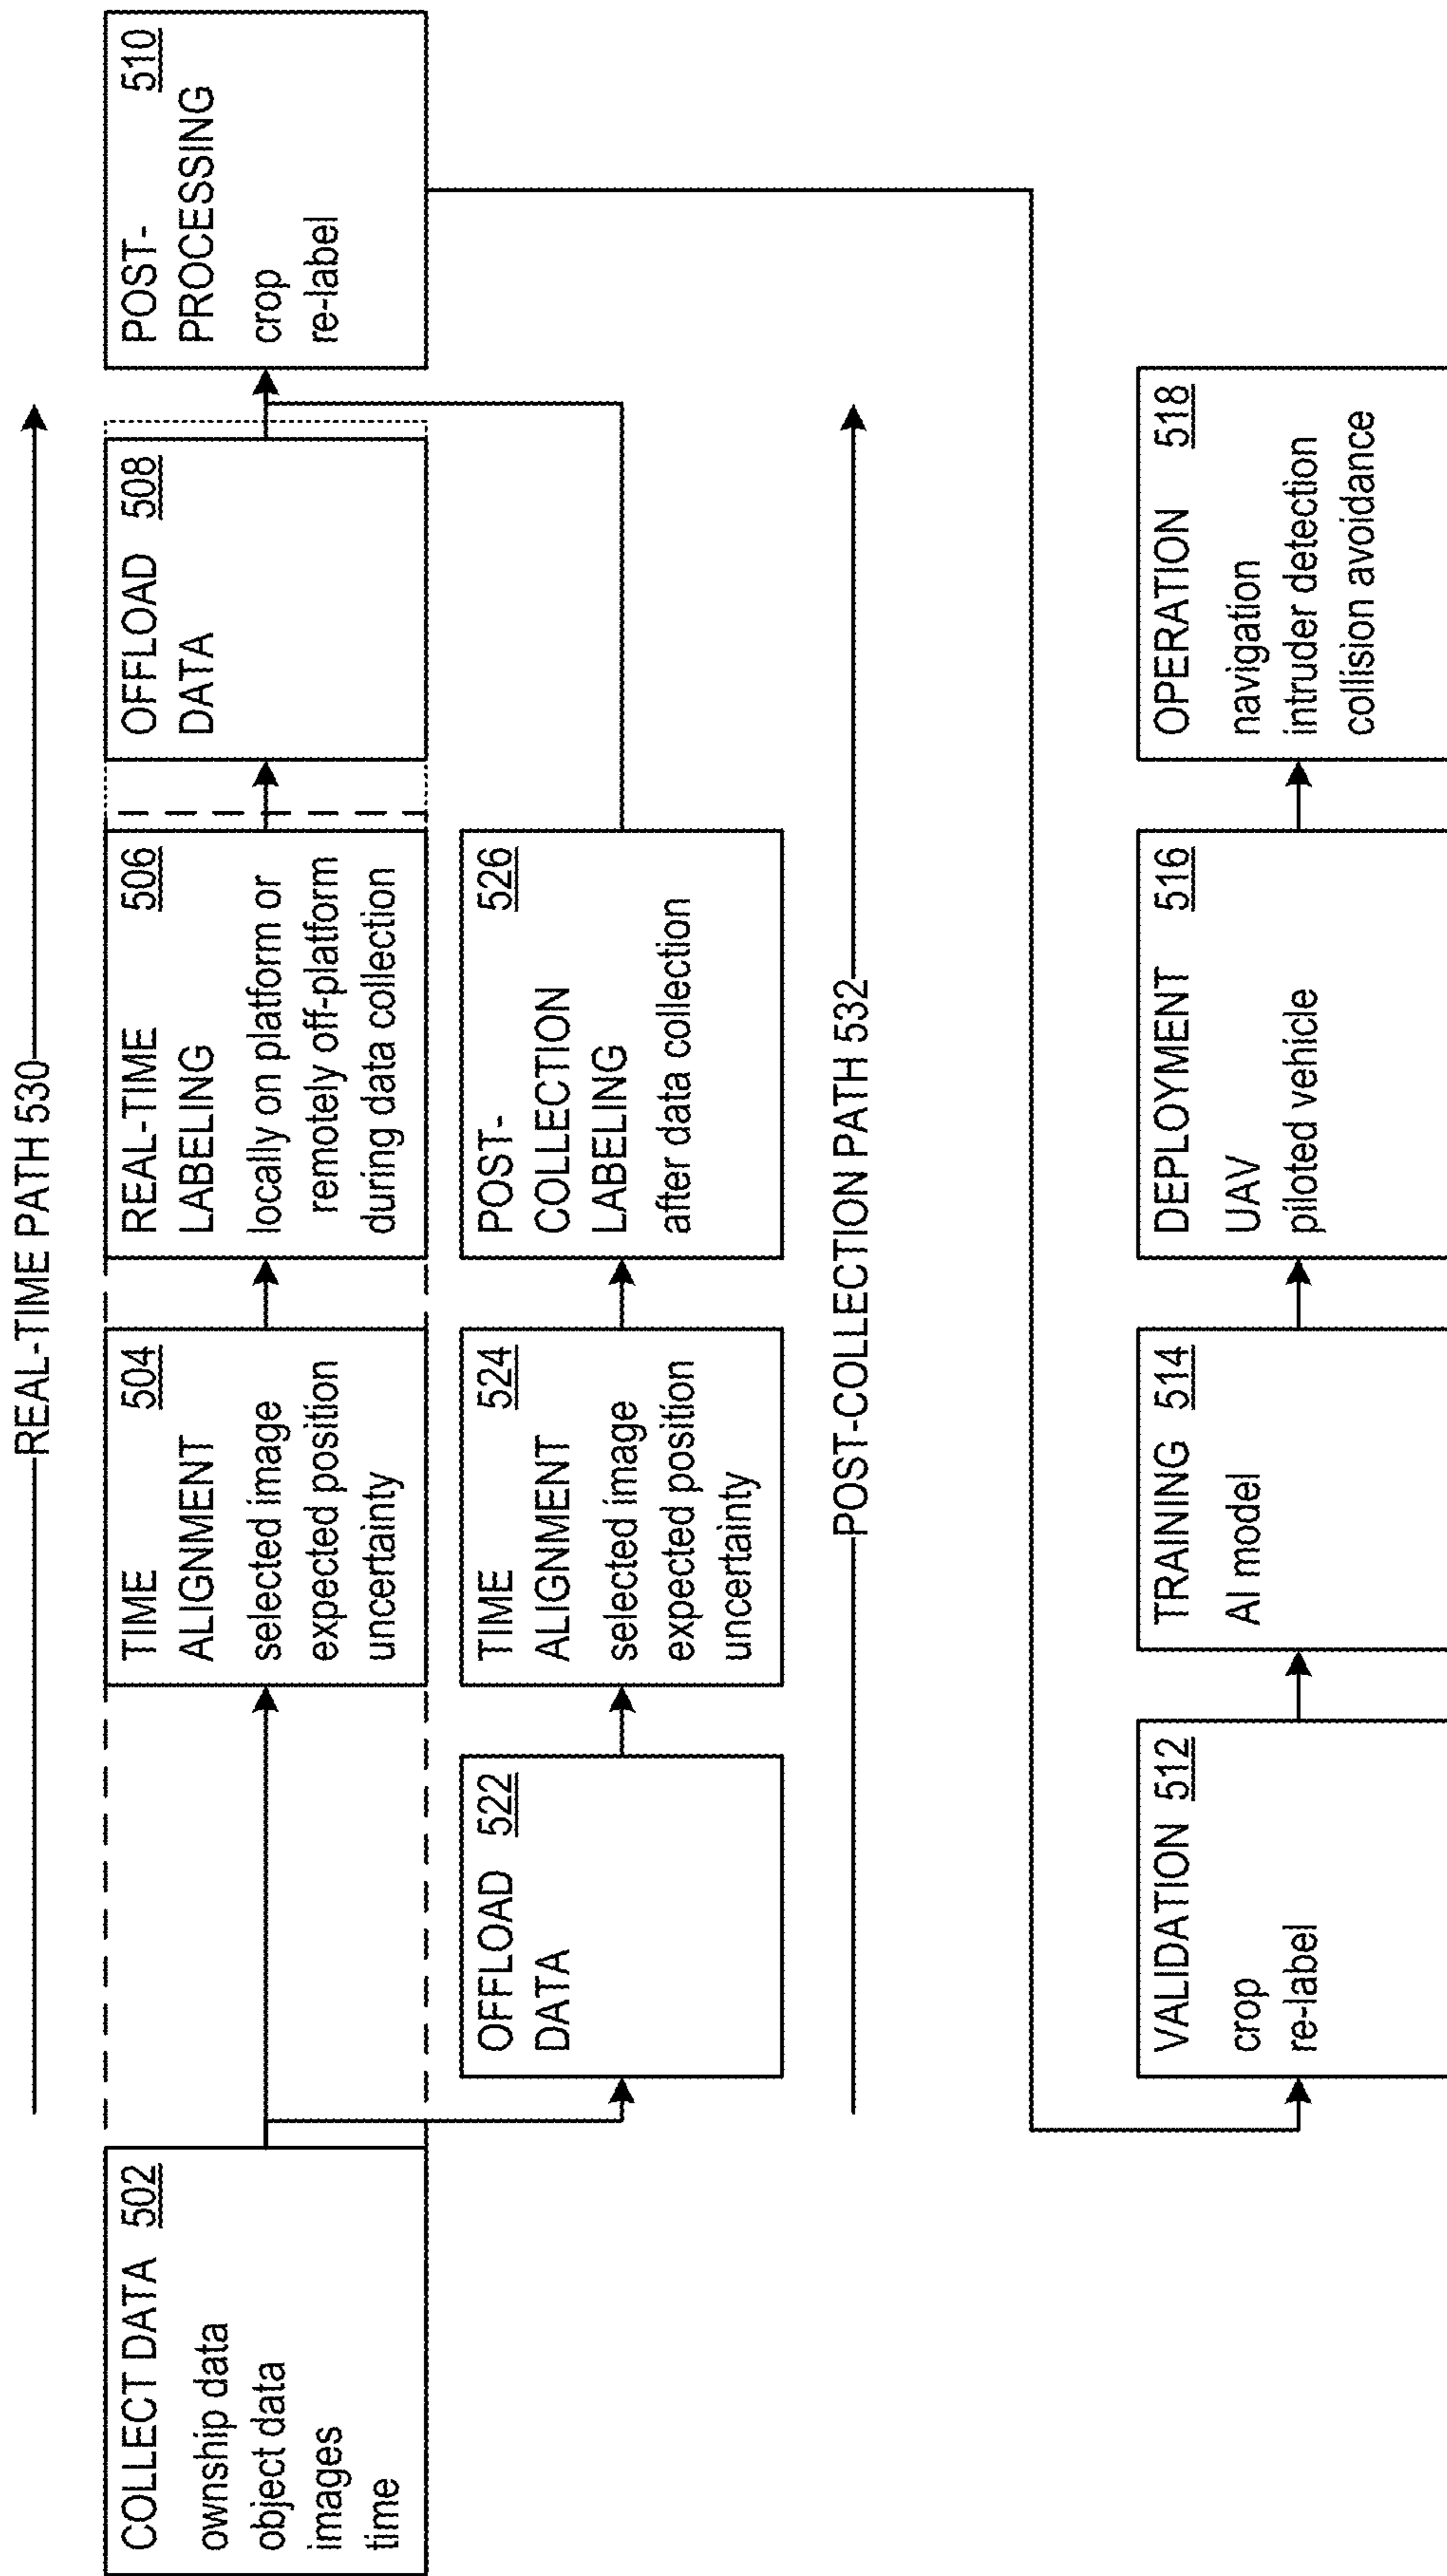 REAL-TIME PATH 530
COLLECT DATA 502
ownship data
object data
images
time
TIME 504
ALIGNMENT
selected image
expected position
uncertainty
REAL-TIME 506
LABELING
locally on platform or
remotely off-platform
during data collection
OFFLOAD 508
DATA
POST- 510
PROCESSING
crop
re-label
OFFLOAD 522
DATA
TIME 524
ALIGNMENT
selected image
expected position
uncertainty
POST- 526
COLLECTION
LABELING
after data collection
POST-COLLECTION PATH 532
VALIDATION 512
crop
re-label
TRAINING 514
AI model
DEPLOYMENT 516
UAV
piloted vehicle
OPERATION 518
navigation
intruder detection
collision avoidance